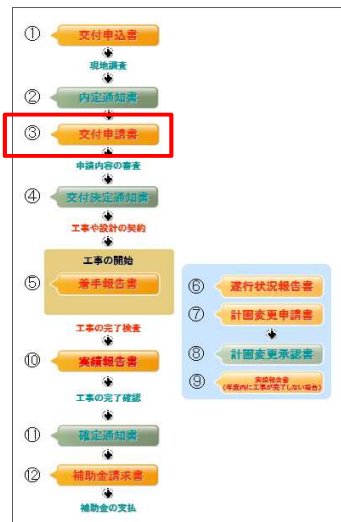 ① 交付申込書
現地調査
② 内定通知書
③ 交付申請書
申請内容の審査
④ 交付決定通知書
工事や設計の契約
工事の開始
⑤ 着手報告書
工事の完了検査
⑩ 実績報告書
工事の完了確認
⑪ 確定通知書
⑫ 補助金請求書
補助金の支払
⑥ 遂行状況報告書
⑦ 計画変更申請書
⑧ 計画変更承認書
⑨ 実績報告書
(年度内に工事が完了しない場合)